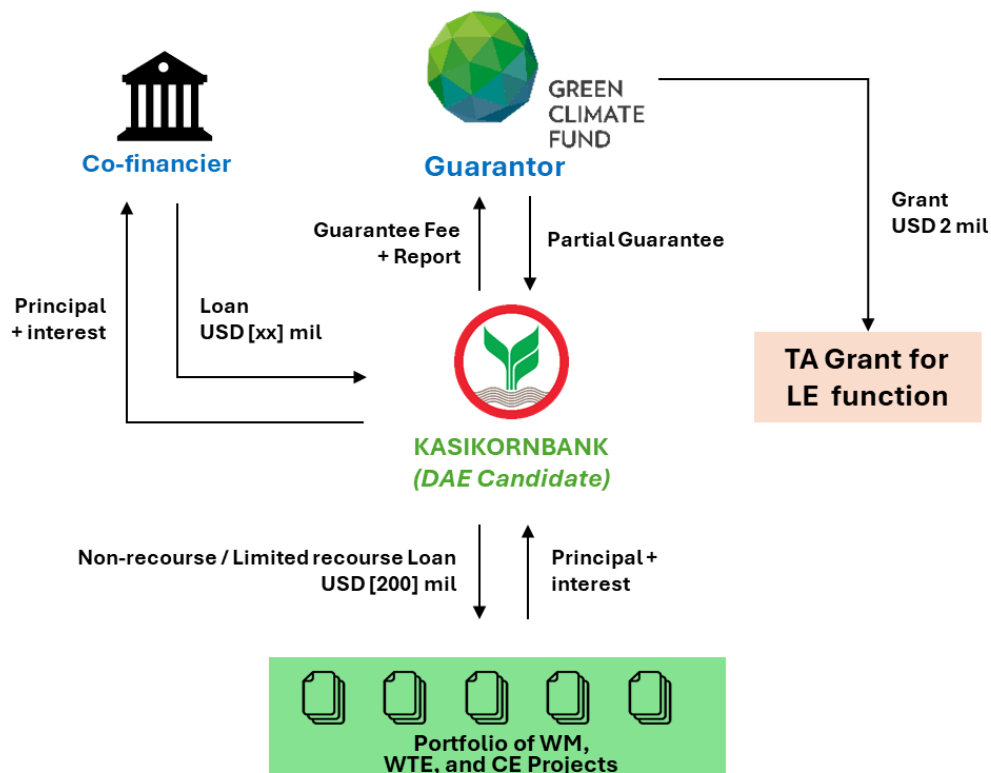 GREEN
CLIMATE
FUND
Co-financier
Guarantor
Grant
USD 2 mil
Guarantee Fee
+ Report
Partial Guarantee
Principal
+ interest
Loan
USD [xx] mil
TA Grant for
LE function
KASIKORNBANK
(DAE Candidate)
Non-recourse / Limited recourse Loan
USD [200] mil
Principal +
interest
Portfolio of WM,
WTE, and CE Projects